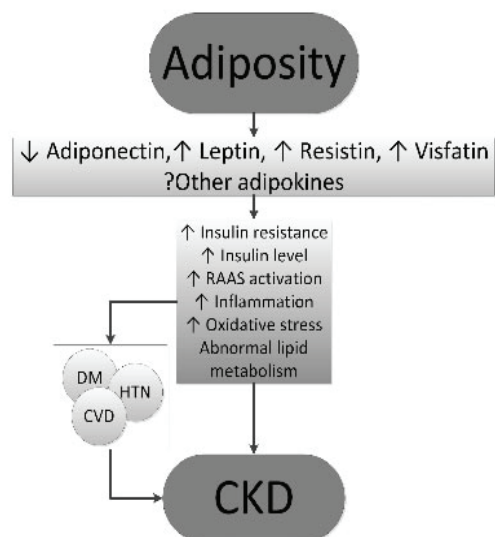 Adiposity
↓ Adiponectin,↑ Leptin, ↑ Resistin, ↑ Visfatin
?Other adipokines
↑ Insulin resistance
↑ Insulin level
↑ RAAS activation
↑ Inflammation
↑ Oxidative stress
Abnormal lipid
metabolism
DM
HTN
CVD
CKD